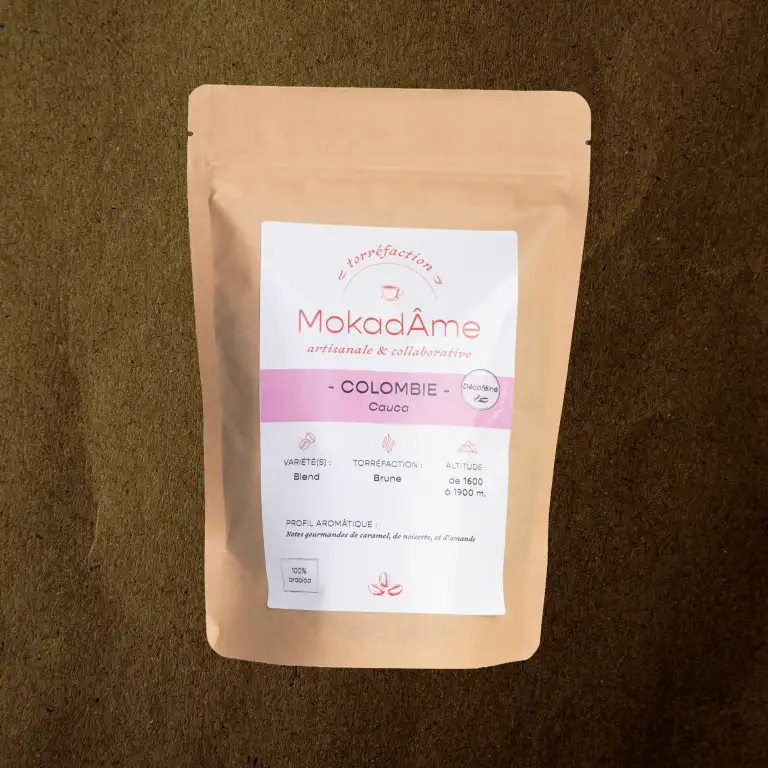 torréfaction
MokadÂme
artisanale & collaborative
- COLOMBIE -
Cauca
Décaféiné
VARIÉTÉ(S) :
Blend
TORRÉFACTION :
Brune
ALTITUDE :
de 1600
à 1900 m.
PROFIL AROMÂTIQUE :
Notes gourmandes de caramel, de noisette, et d'amande
100%
arabica